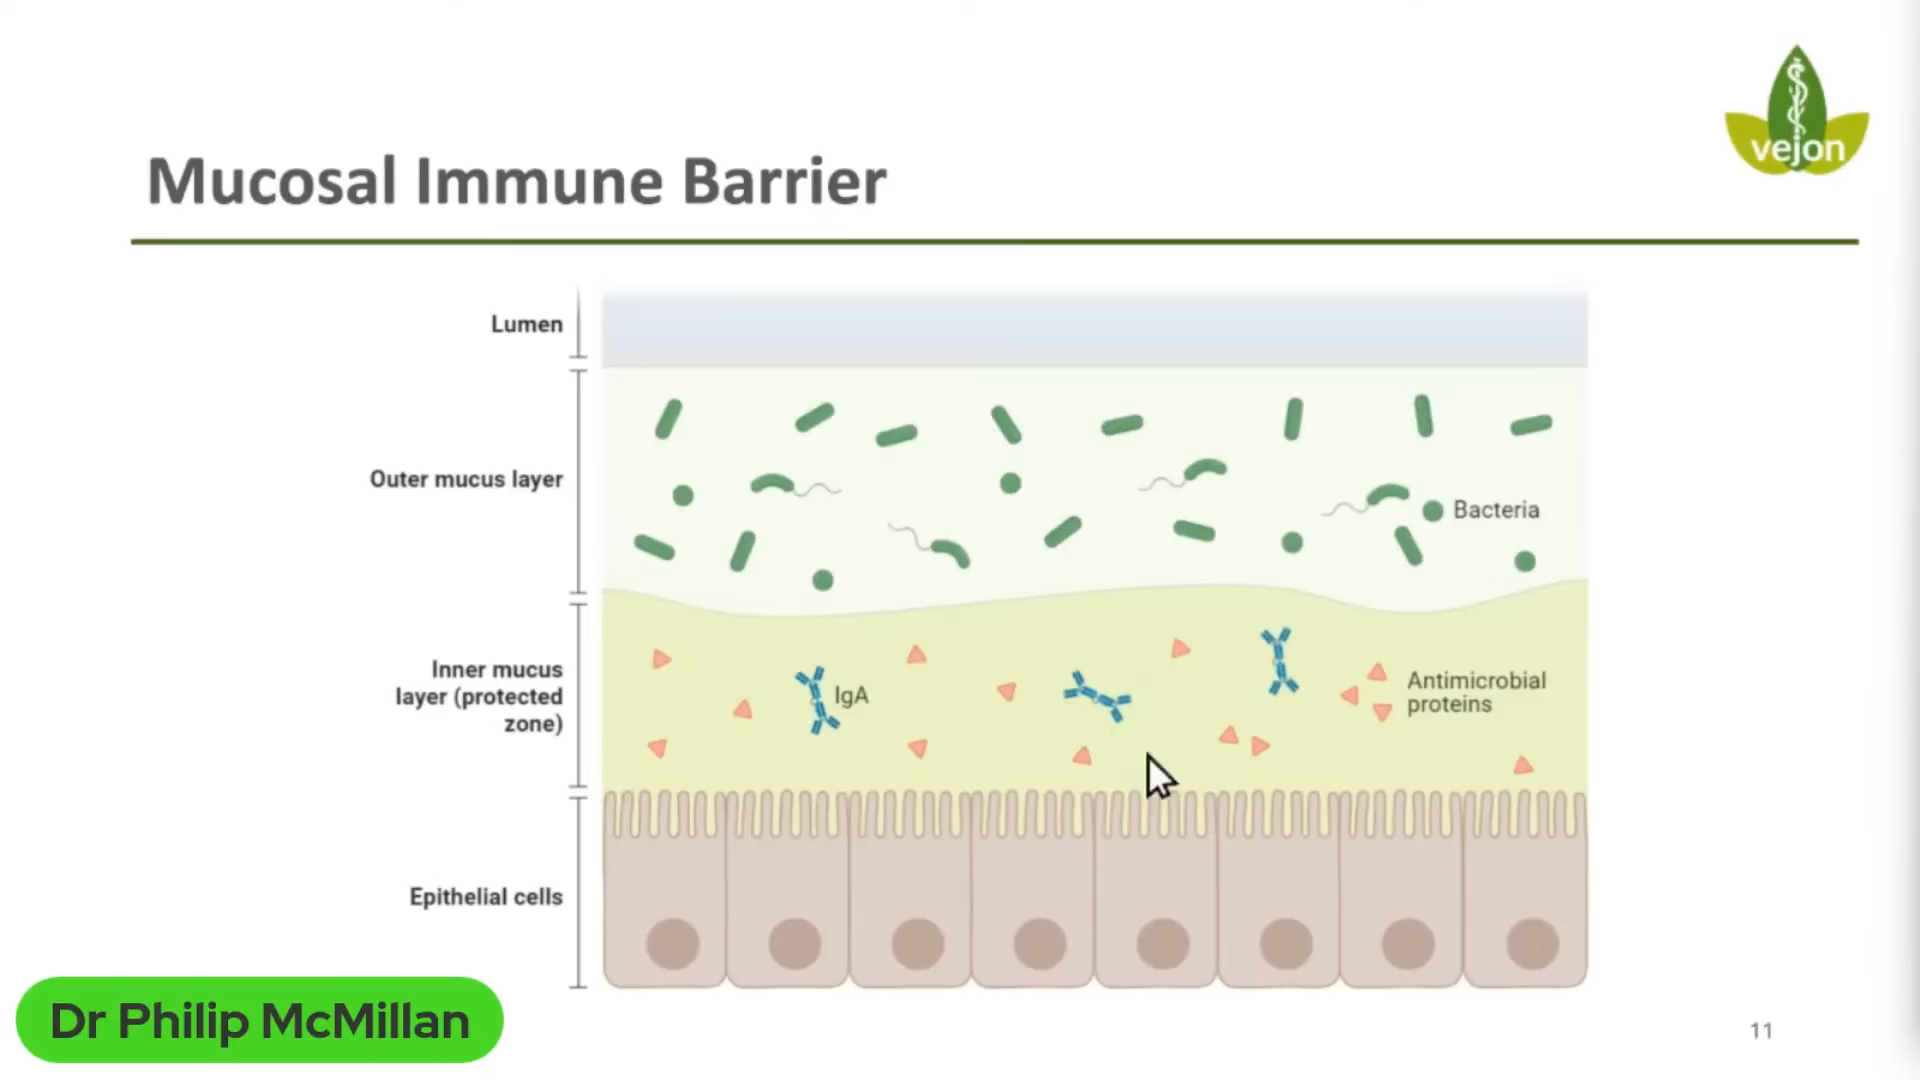 vejon
Mucosal Immune Barrier
Lumen
Outer mucus layer
Bacteria
Inner mucus
layer (protected
zone)
IgA
Antimicrobial
proteins
Epithelial cells
Dr Philip McMillan
11